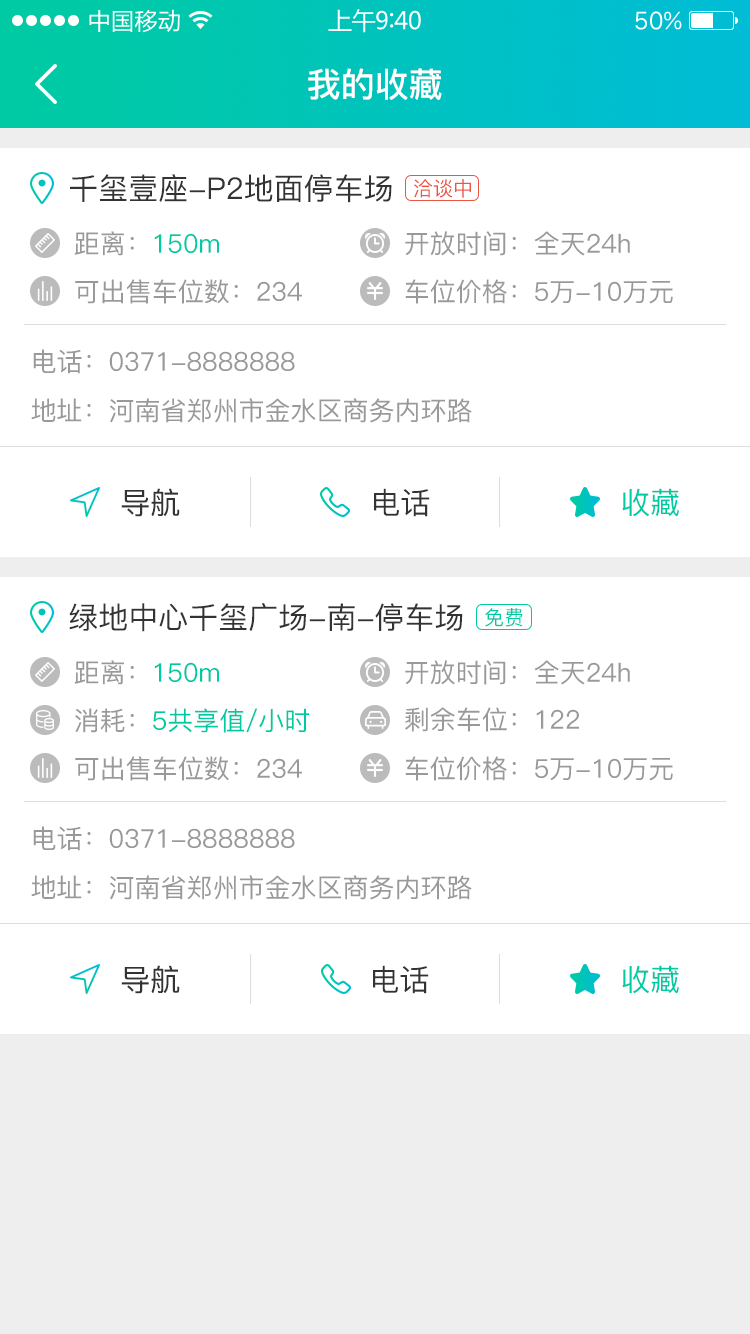 中国移动 上午9:40 50%
我的收藏
千玺壹座-P2地面停车场 洽谈中
距离：150m 开放时间：全天24h
可出售车位数：234 车位价格：5万-10万元
电话：0371-8888888
地址：河南省郑州市金水区商务内环路
导航 电话 收藏
绿地中心千玺广场-南-停车场 免费
距离：150m 开放时间：全天24h
消耗：5共享值/小时 剩余车位：122
可出售车位数：234 车位价格：5万-10万元
电话：0371-8888888
地址：河南省郑州市金水区商务内环路
导航 电话 收藏